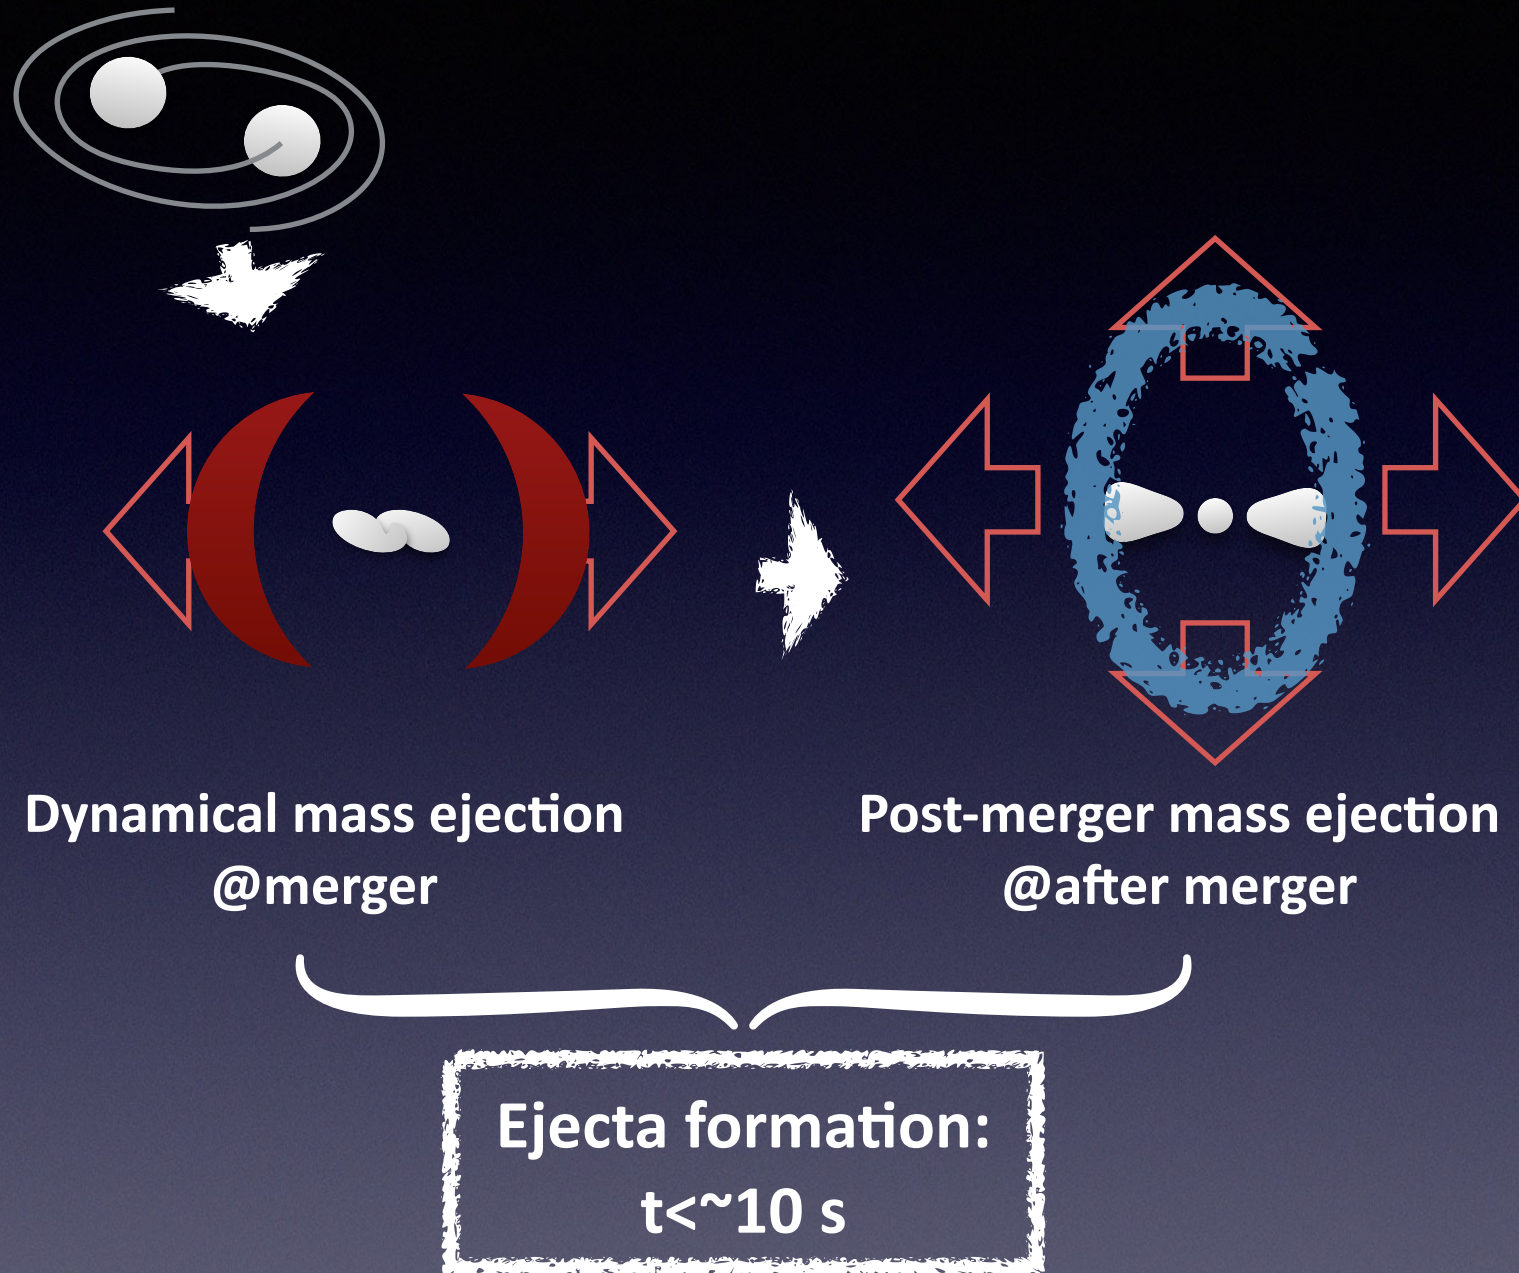 Dynamical mass ejection
@merger
Post-merger mass ejection
@after merger
Ejecta formation:
t<~10 s